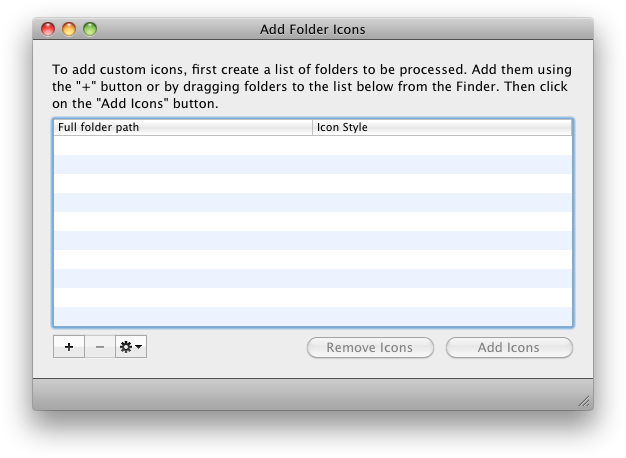 Add Folder Icons
To add custom icons, first create a list of folders to be processed. Add them using
the "+" button or by dragging folders to the list below from the Finder. Then click
on the "Add Icons" button.
Full folder path Icon Style
+ − Remove Icons Add Icons